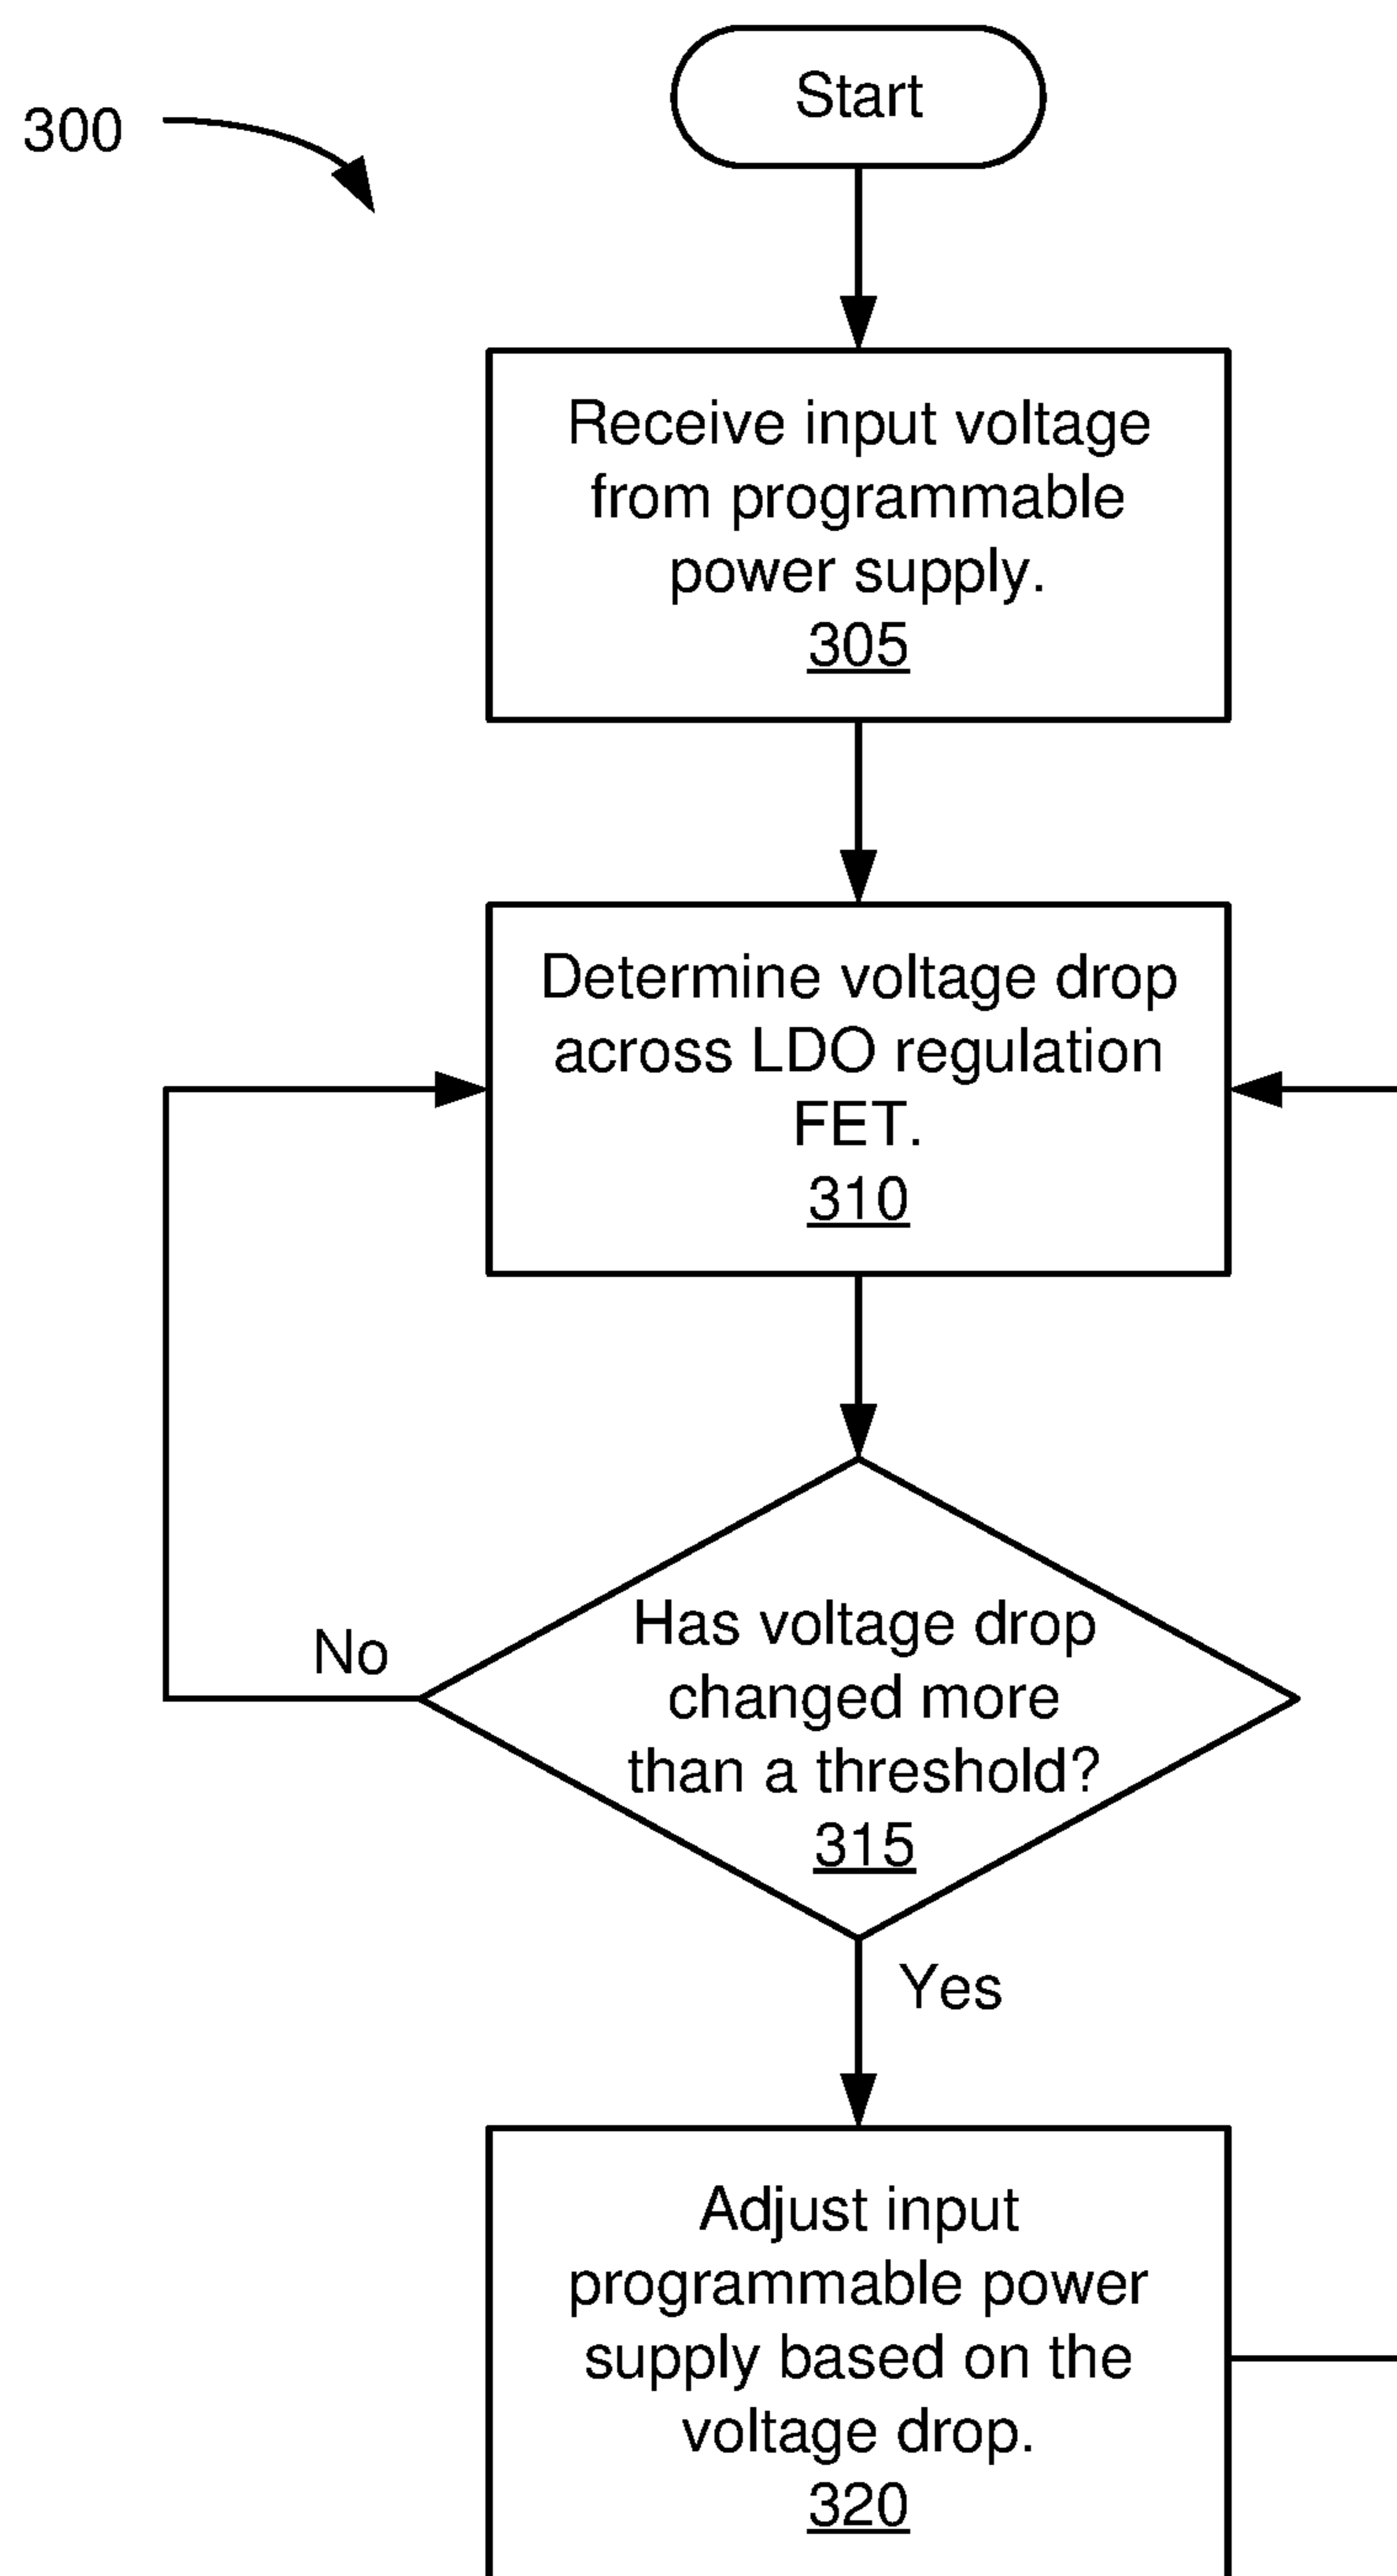 Start
300
Receive input voltage
from programmable
power supply.
305
Determine voltage drop
across LDO regulation
FET.
310
Has voltage drop
changed more
than a threshold?
315
No
Yes
Adjust input
programmable power
supply based on the
voltage drop.
320